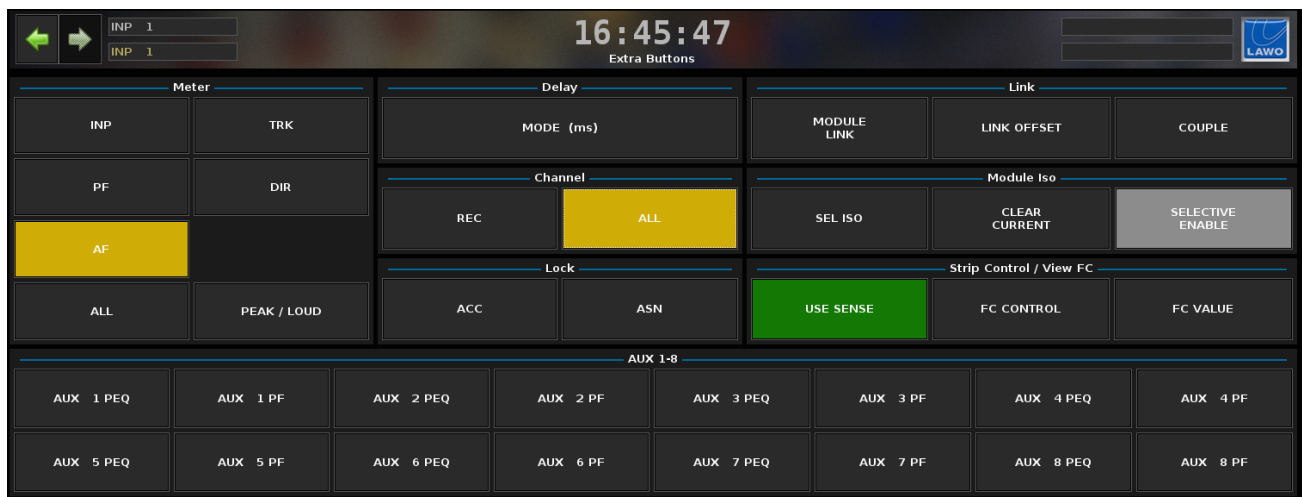 INP 1
INP 1
16:45:47
Extra Buttons
LAWO
Meter
INP
TRK
PF
DIR
AF
ALL
PEAK / LOUD
Delay
MODE (ms)
Channel
REC
ALL
Lock
ACC
ASN
Link
MODULE
LINK
LINK OFFSET
COUPLE
Module Iso
SEL ISO
CLEAR
CURRENT
SELECTIVE
ENABLE
Strip Control / View FC
USE SENSE
FC CONTROL
FC VALUE
AUX 1-8
AUX 1 PEQ
AUX 1 PF
AUX 2 PEQ
AUX 2 PF
AUX 3 PEQ
AUX 3 PF
AUX 4 PEQ
AUX 4 PF
AUX 5 PEQ
AUX 5 PF
AUX 6 PEQ
AUX 6 PF
AUX 7 PEQ
AUX 7 PF
AUX 8 PEQ
AUX 8 PF